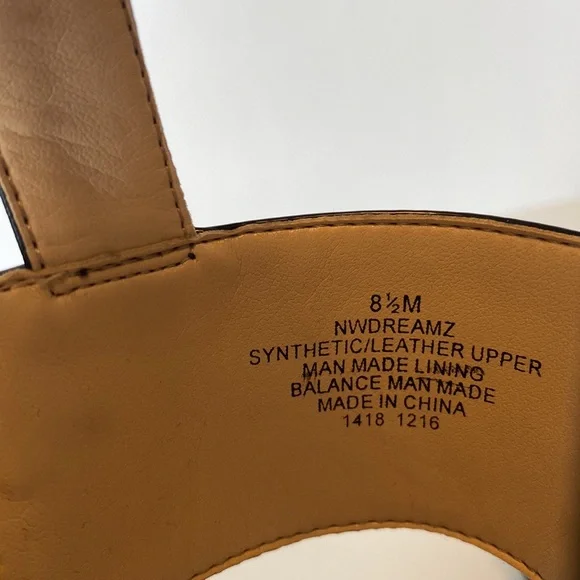 8½M
NWDREAMZ
SYNTHETIC/LEATHER UPPER
MAN MADE LINING
BALANCE MAN MADE
MADE IN CHINA
1418 1216